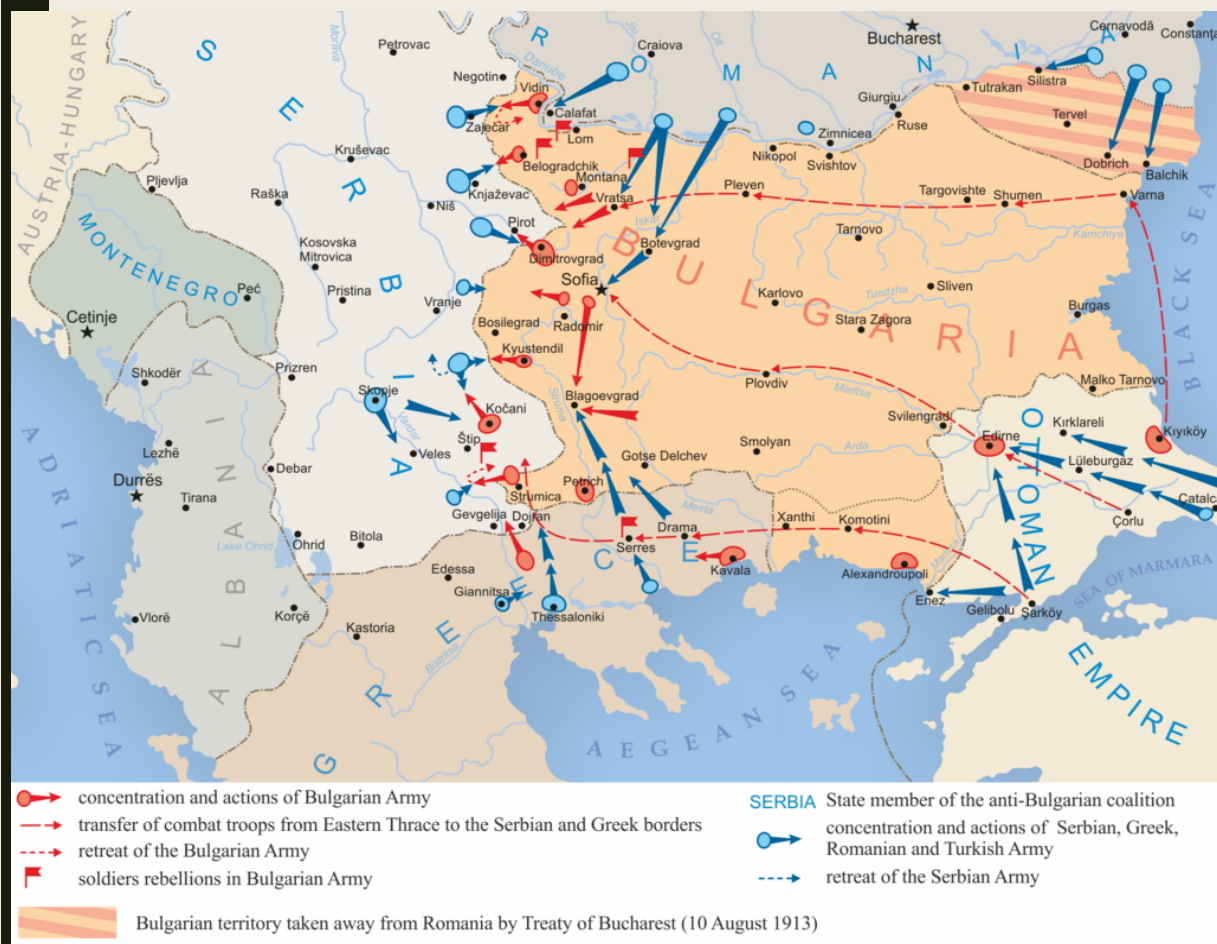 AUSTRIA-HUNGARY
SERBIA
ROMANIA
BULGARIA
MONTENEGRO
ALBANIA
GREECE
OTTOMAN
EMPIRE
ADRIATIC SEA
AEGEAN SEA
BLACK SEA
SEA OF MARMARA
Petrovac
Morava
Negotin
Danube
Jiu
Craiova
Olt
Bucharest
Cernavodă
Constanța
Vidin
Calafat
Zaječar
Lom
Giurgiu
Ruse
Tutrakan
Silistra
Tervel
Zimnicea
Nikopol
Svishtov
Dobrich
Balchik
Kruševac
Belogradchik
Knjaževac
Montana
Vratsa
Pleven
Targovishte
Shumen
Varna
Pljevlja
Raška
Niš
Pirot
Iskar
Botevgrad
Tarnovo
Kamchiya
Kosovska
Mitrovica
Dimitrovgrad
Sofia
Peć
Pristina
Vranje
Karlovo
Tundzha
Sliven
Burgas
Cetinje
Bosilegrad
Radomir
Stara Zagora
Kyustendil
Shkodër
Prizren
Skopje
Struma
Blagoevgrad
Plovdiv
Maritsa
Malko Tarnovo
Kočani
Vardar
Svilengrad
Štip
Veles
Smolyan
Arda
Edirne
Kırklareli
Kıyıköy
Lezhë
Debar
Gotse Delchev
Lüleburgaz
Durrës
Tirana
Petrich
Strumica
Mesta
Çorlu
Gevgelija
Dojran
Xanthi
Komotini
Drama
Serres
Ohrid
Bitola
Lake Ohrid
Edessa
Kavala
Alexandroupoli
Maritsa
Giannitsa
Thessaloniki
Enez
Gelibolu
Şarköy
Vlorë
Korçë
Kastoria
Bistritsa
concentration and actions of Bulgarian Army
transfer of combat troops from Eastern Thrace to the Serbian and Greek borders
retreat of the Bulgarian Army
soldiers rebellions in Bulgarian Army
Bulgarian territory taken away from Romania by Treaty of Bucharest (10 August 1913)
SERBIA State member of the anti-Bulgarian coalition
concentration and actions of Serbian, Greek,
Romanian and Turkish Army
retreat of the Serbian Army